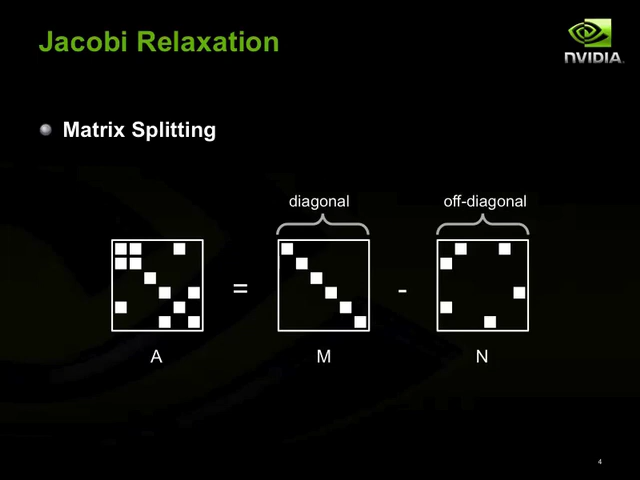 Jacobi Relaxation
NVIDIA.
Matrix Splitting
diagonal
off-diagonal
=
-
A
M
N
4